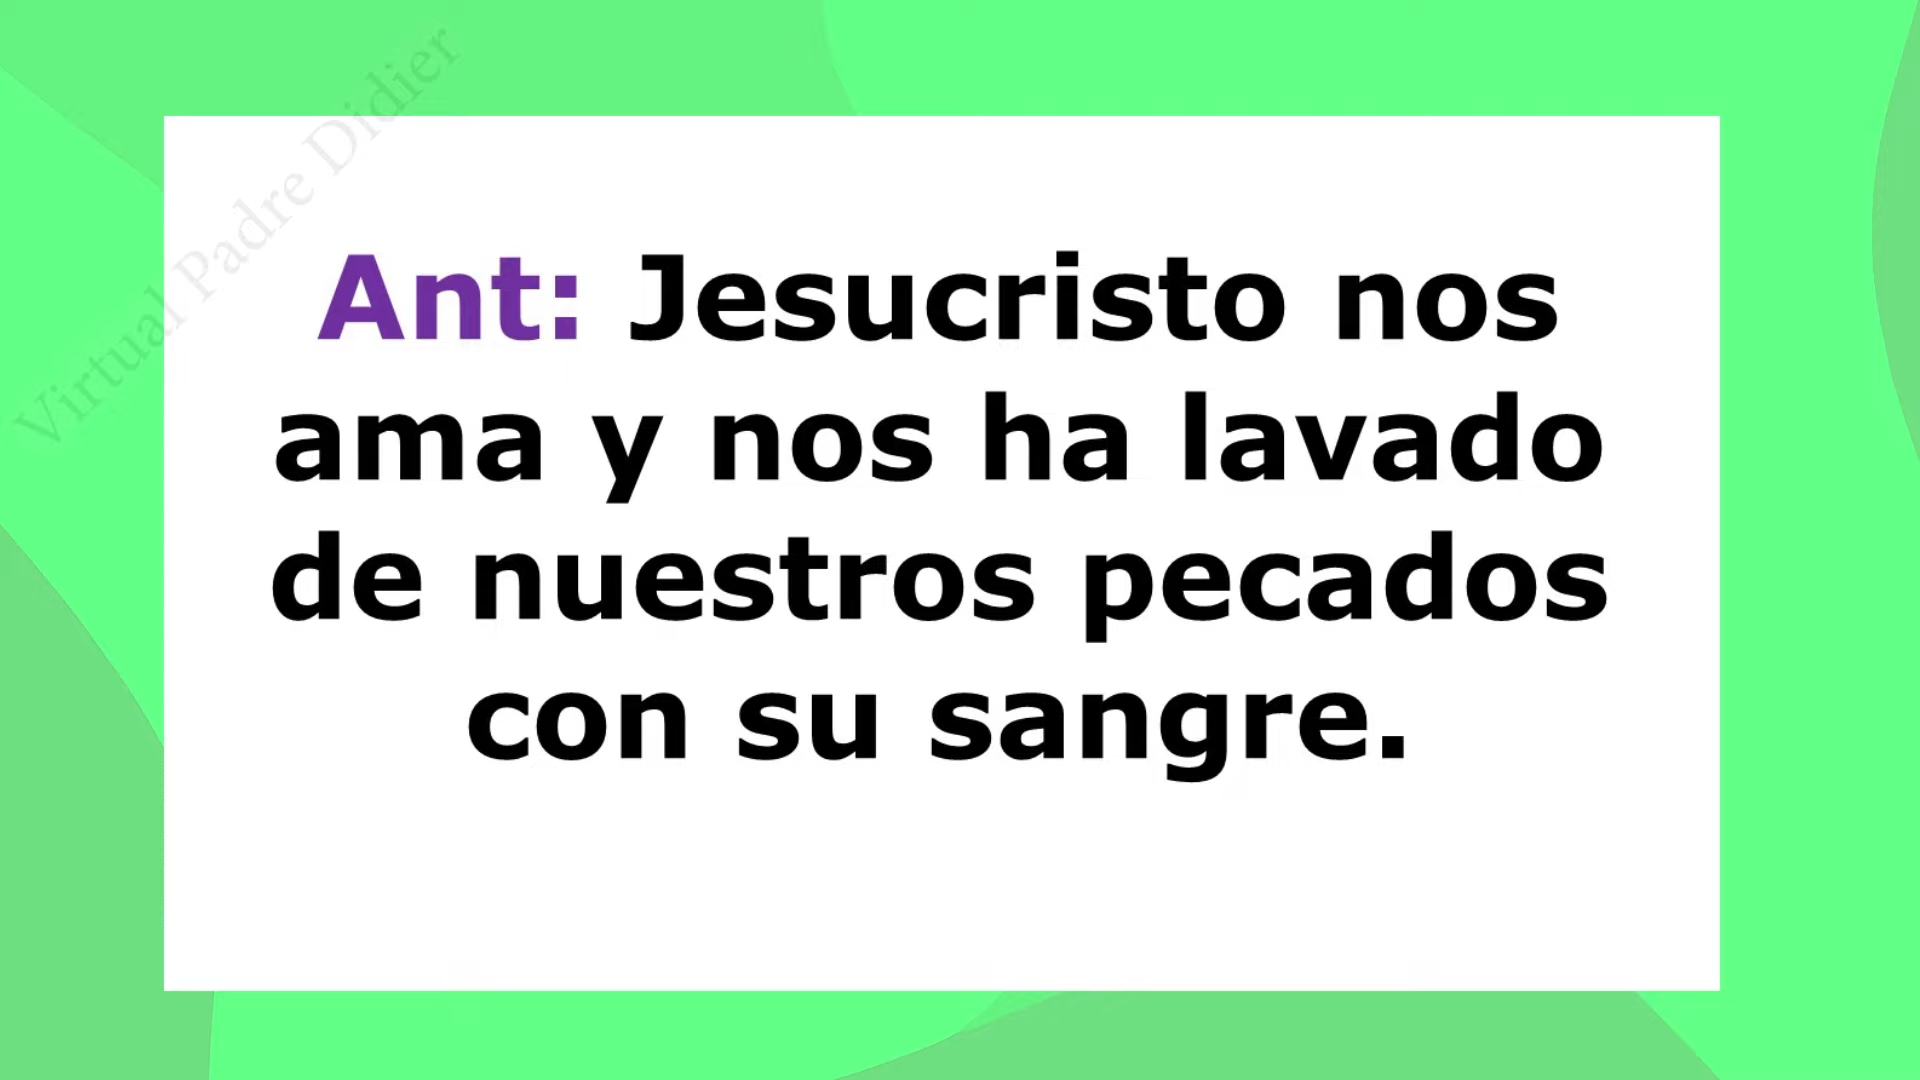 Virtual Padre Didier
Ant: Jesucristo nos
ama y nos ha lavado
de nuestros pecados
con su sangre.